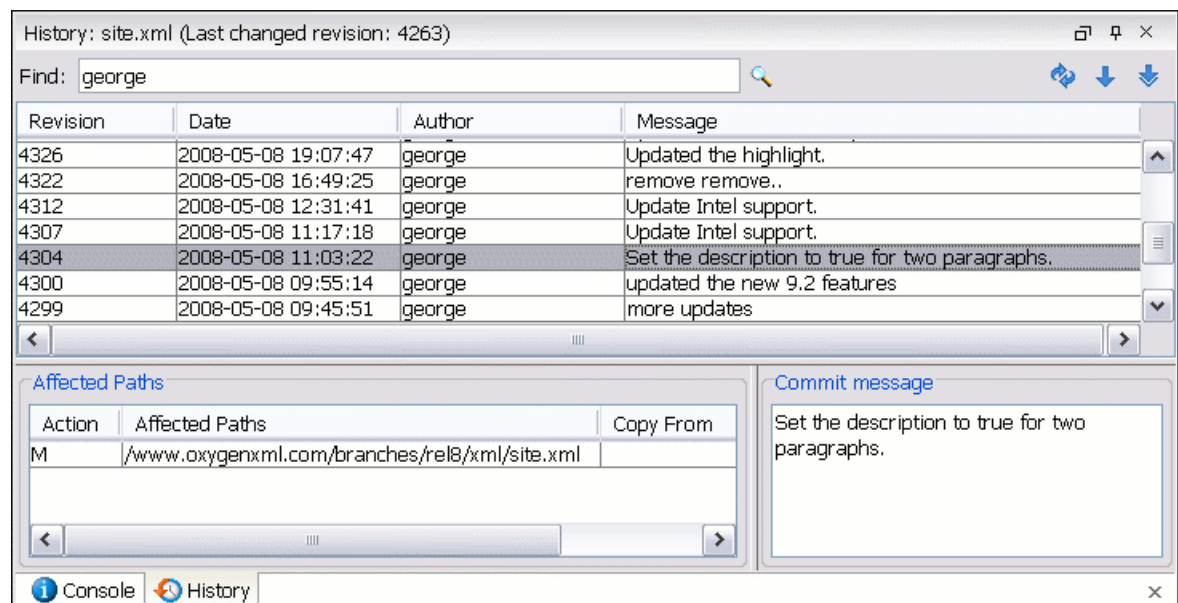 History: site.xml (Last changed revision: 4263)
Find: george
Revision Date Author Message
4326 2008-05-08 19:07:47 george Updated the highlight.
4322 2008-05-08 16:49:25 george remove remove..
4312 2008-05-08 12:31:41 george Update Intel support.
4307 2008-05-08 11:17:18 george Update Intel support.
4304 2008-05-08 11:03:22 george Set the description to true for two paragraphs.
4300 2008-05-08 09:55:14 george updated the new 9.2 features
4299 2008-05-08 09:45:51 george more updates
Affected Paths
Action Affected Paths Copy From
M /www.oxygenxml.com/branches/rel8/xml/site.xml
Commit message
Set the description to true for two
paragraphs.
Console History